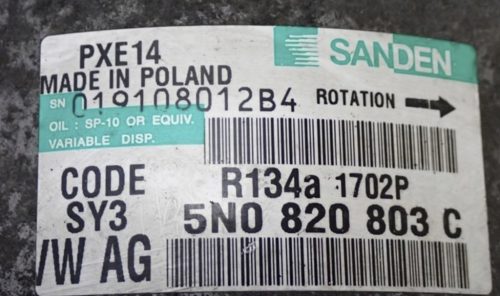 PXE14
SANDEN
MADE IN POLAND
SN 019108012B4 ROTATION
OIL : SP-10 OR EQUIV.
VARIABLE DISP.
CODE R134a 1702P
SY3 5N0 820 803 C
VW AG